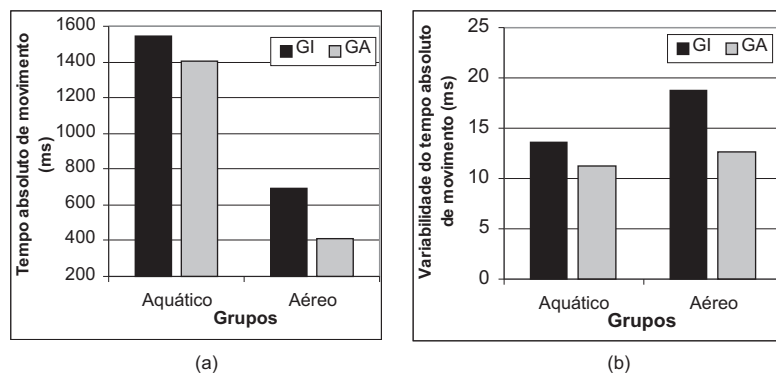 Tempo absoluto de movimento
(ms)
1600
1400
1200
1000
800
600
400
200
GI GA
Aquático Aéreo
Grupos
(a)
Variabilidade do tempo absoluto
de movimento (ms)
25
20
15
10
5
0
GI GA
Aquático Aéreo
Grupos
(b)